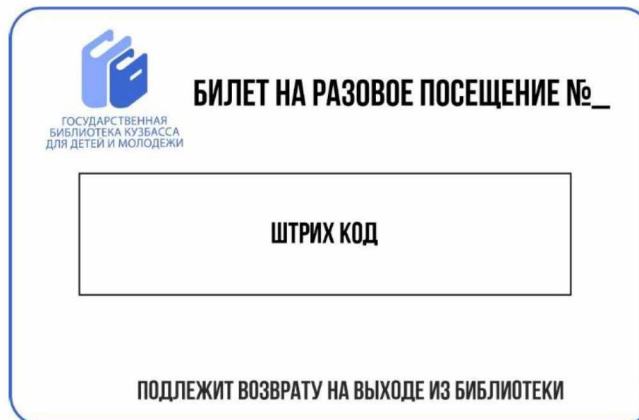 ГОСУДАРСТВЕННАЯ
БИБЛИОТЕКА КУЗБАССА
ДЛЯ ДЕТЕЙ И МОЛОДЕЖИ
БИЛЕТ НА РАЗОВОЕ ПОСЕЩЕНИЕ №_
ШТРИХ КОД
ПОДЛЕЖИТ ВОЗВРАТУ НА ВЫХОДЕ ИЗ БИБЛИОТЕКИ